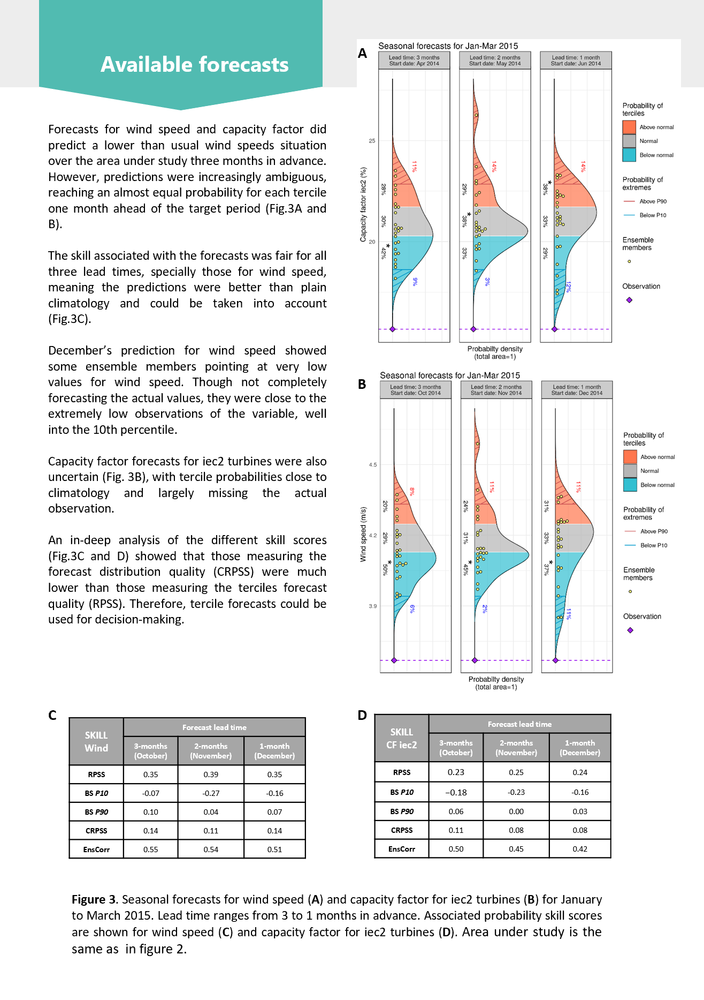 Available forecasts
Forecasts for wind speed and capacity factor did
predict a lower than usual wind speeds situation
over the area under study three months in advance.
However, predictions were increasingly ambiguous,
reaching an almost equal probability for each tercile
one month ahead of the target period (Fig.3A and
B).
The skill associated with the forecasts was fair for all
three lead times, specially those for wind speed,
meaning the predictions were better than plain
climatology and could be taken into account
(Fig.3C).
December’s prediction for wind speed showed
some ensemble members pointing at very low
values for wind speed. Though not completely
forecasting the actual values, they were close to the
extremely low observations of the variable, well
into the 10th percentile.
Capacity factor forecasts for iec2 turbines were also
uncertain (Fig. 3B), with tercile probabilities close to
climatology and largely missing the actual
observation.
An in-deep analysis of the different skill scores
(Fig.3C and D) showed that those measuring the
forecast distribution quality (CRPSS) were much
lower than those measuring the terciles forecast
quality (RPSS). Therefore, tercile forecasts could be
used for decision-making.
A
Seasonal forecasts for Jan-Mar 2015
Lead time: 3 months
Start date: Apr 2014
Lead time: 2 months
Start date: May 2014
Lead time: 1 month
Start date: Jun 2014
Capacity factor iec2 (%)
25
20
11%
28%
30%
* 42%
9%
14%
29%
* 38%
33%
3%
14%
* 38%
33%
29%
12%
Probabilty density
(total area=1)
Probability of
terciles
Above normal
Normal
Below normal
Probability of
extremes
Above P90
Below P10
Ensemble
members
Observation
B
Seasonal forecasts for Jan-Mar 2015
Lead time: 3 months
Start date: Oct 2014
Lead time: 2 months
Start date: Nov 2014
Lead time: 1 month
Start date: Dec 2014
Wind speed (m/s)
4.5
4.2
3.9
8%
20%
29%
* 50%
6%
11%
24%
31%
* 45%
2%
11%
31%
33%
* 37%
11%
Probabilty density
(total area=1)
Probability of
terciles
Above normal
Normal
Below normal
Probability of
extremes
Above P90
Below P10
Ensemble
members
Observation
C
SKILL
Wind
Forecast lead time
3-months
(October)
2-months
(November)
1-month
(December)
RPSS 0.35 0.39 0.35
BS P10 -0.07 -0.27 -0.16
BS P90 0.10 0.04 0.07
CRPSS 0.14 0.11 0.14
EnsCorr 0.55 0.54 0.51
D
SKILL
CF iec2
Forecast lead time
3-months
(October)
2-months
(November)
1-month
(December)
RPSS 0.23 0.25 0.24
BS P10 −0.18 -0.23 -0.16
BS P90 0.06 0.00 0.03
CRPSS 0.11 0.08 0.08
EnsCorr 0.50 0.45 0.42
Figure 3. Seasonal forecasts for wind speed (A) and capacity factor for iec2 turbines (B) for January
to March 2015. Lead time ranges from 3 to 1 months in advance. Associated probability skill scores
are shown for wind speed (C) and capacity factor for iec2 turbines (D). Area under study is the
same as in figure 2.